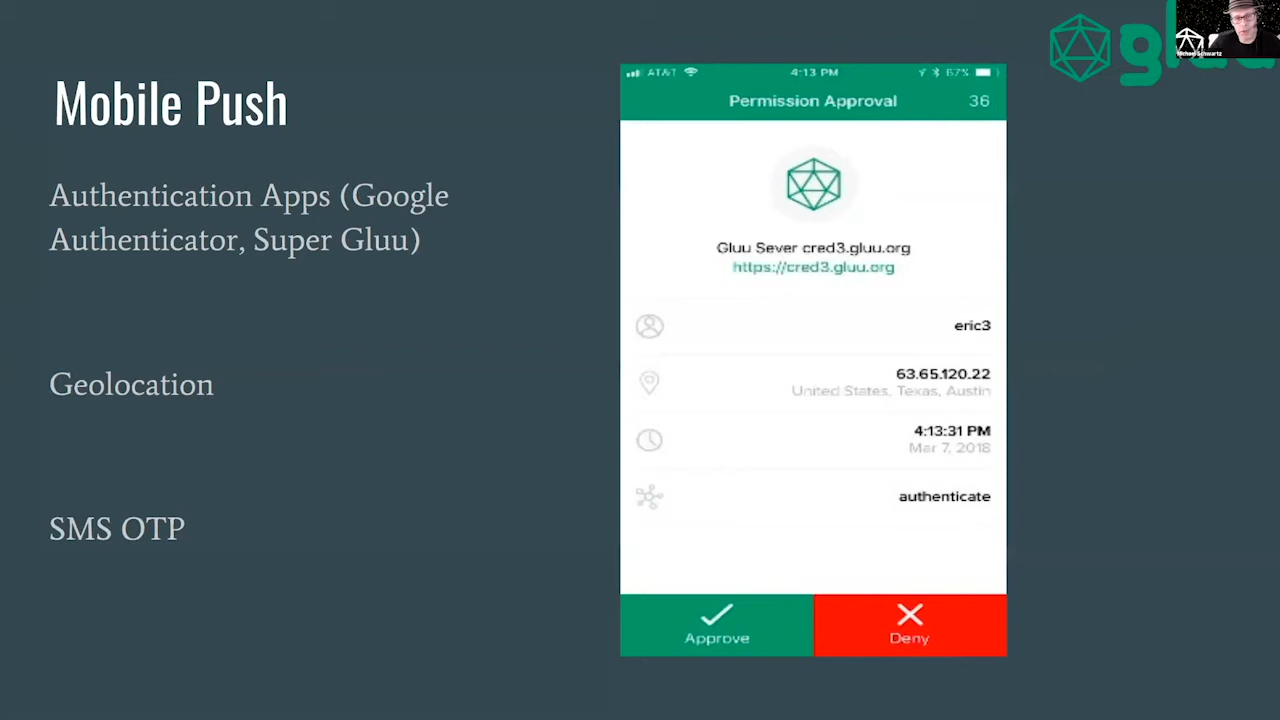 gluu
Michael Schwartz
Mobile Push
Authentication Apps (Google
Authenticator, Super Gluu)
Geolocation
SMS OTP
AT&T
4:13 PM
67%
Permission Approval
36
Gluu Sever cred3.gluu.org
https://cred3.gluu.org
eric3
63.65.120.22
United States, Texas, Austin
4:13:31 PM
Mar 7, 2018
authenticate
Approve
Deny